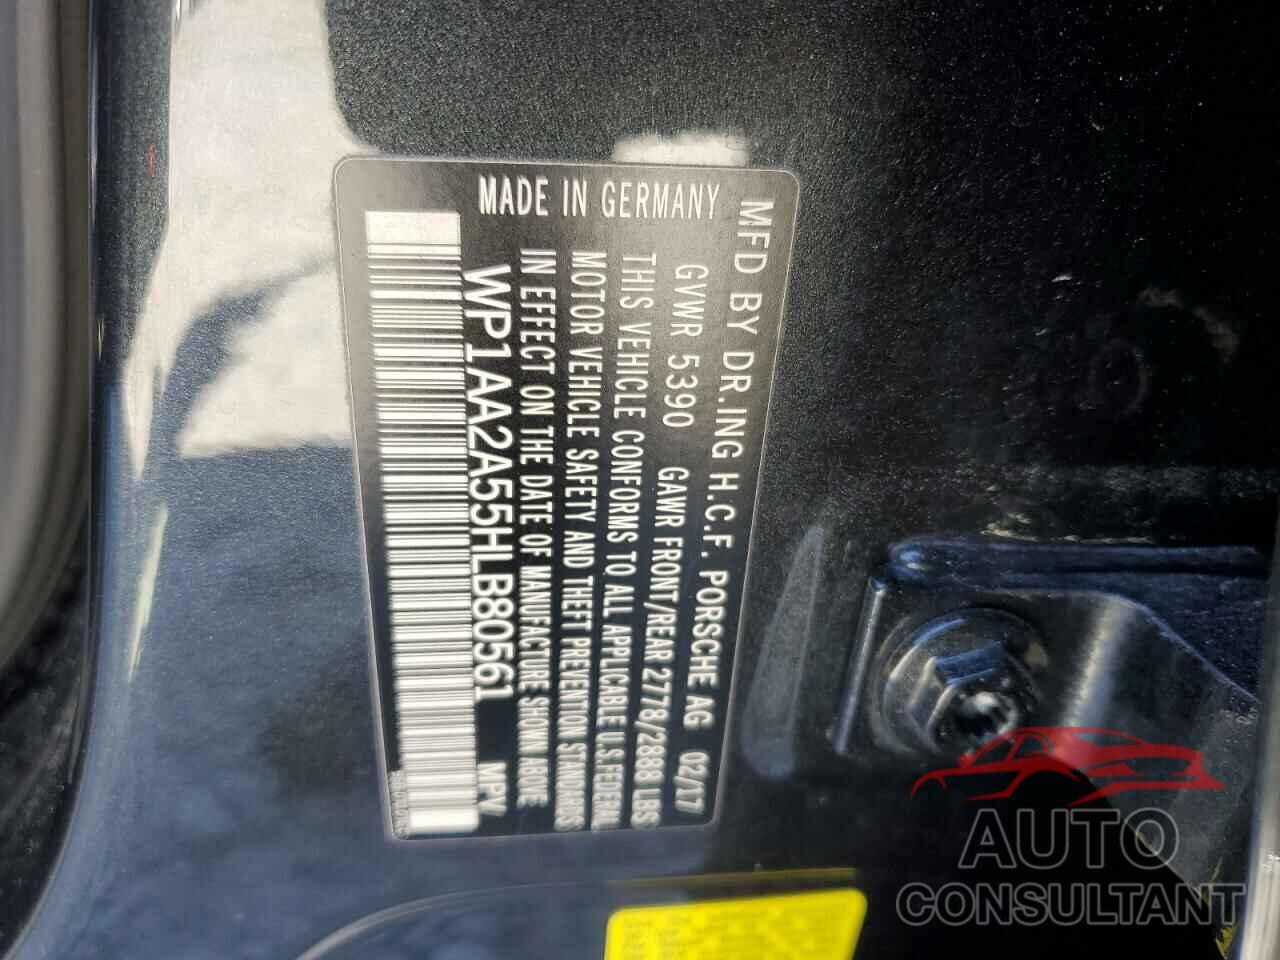 MFD BY DR.ING H.C.F. PORSCHE AG 02/17
GVWR 5390 GAWR FRONT/REAR 2778/2888 LBS
THIS VEHICLE CONFORMS TO ALL APPLICABLE U.S. FEDERAL
MOTOR VEHICLE SAFETY AND THEFT PREVENTION STANDARDS
IN EFFECT ON THE DATE OF MANUFACTURE SHOWN ABOVE
MADE IN GERMANY
WP1AA2A55HLB80561 MPV
AUTO
CONSULTANT